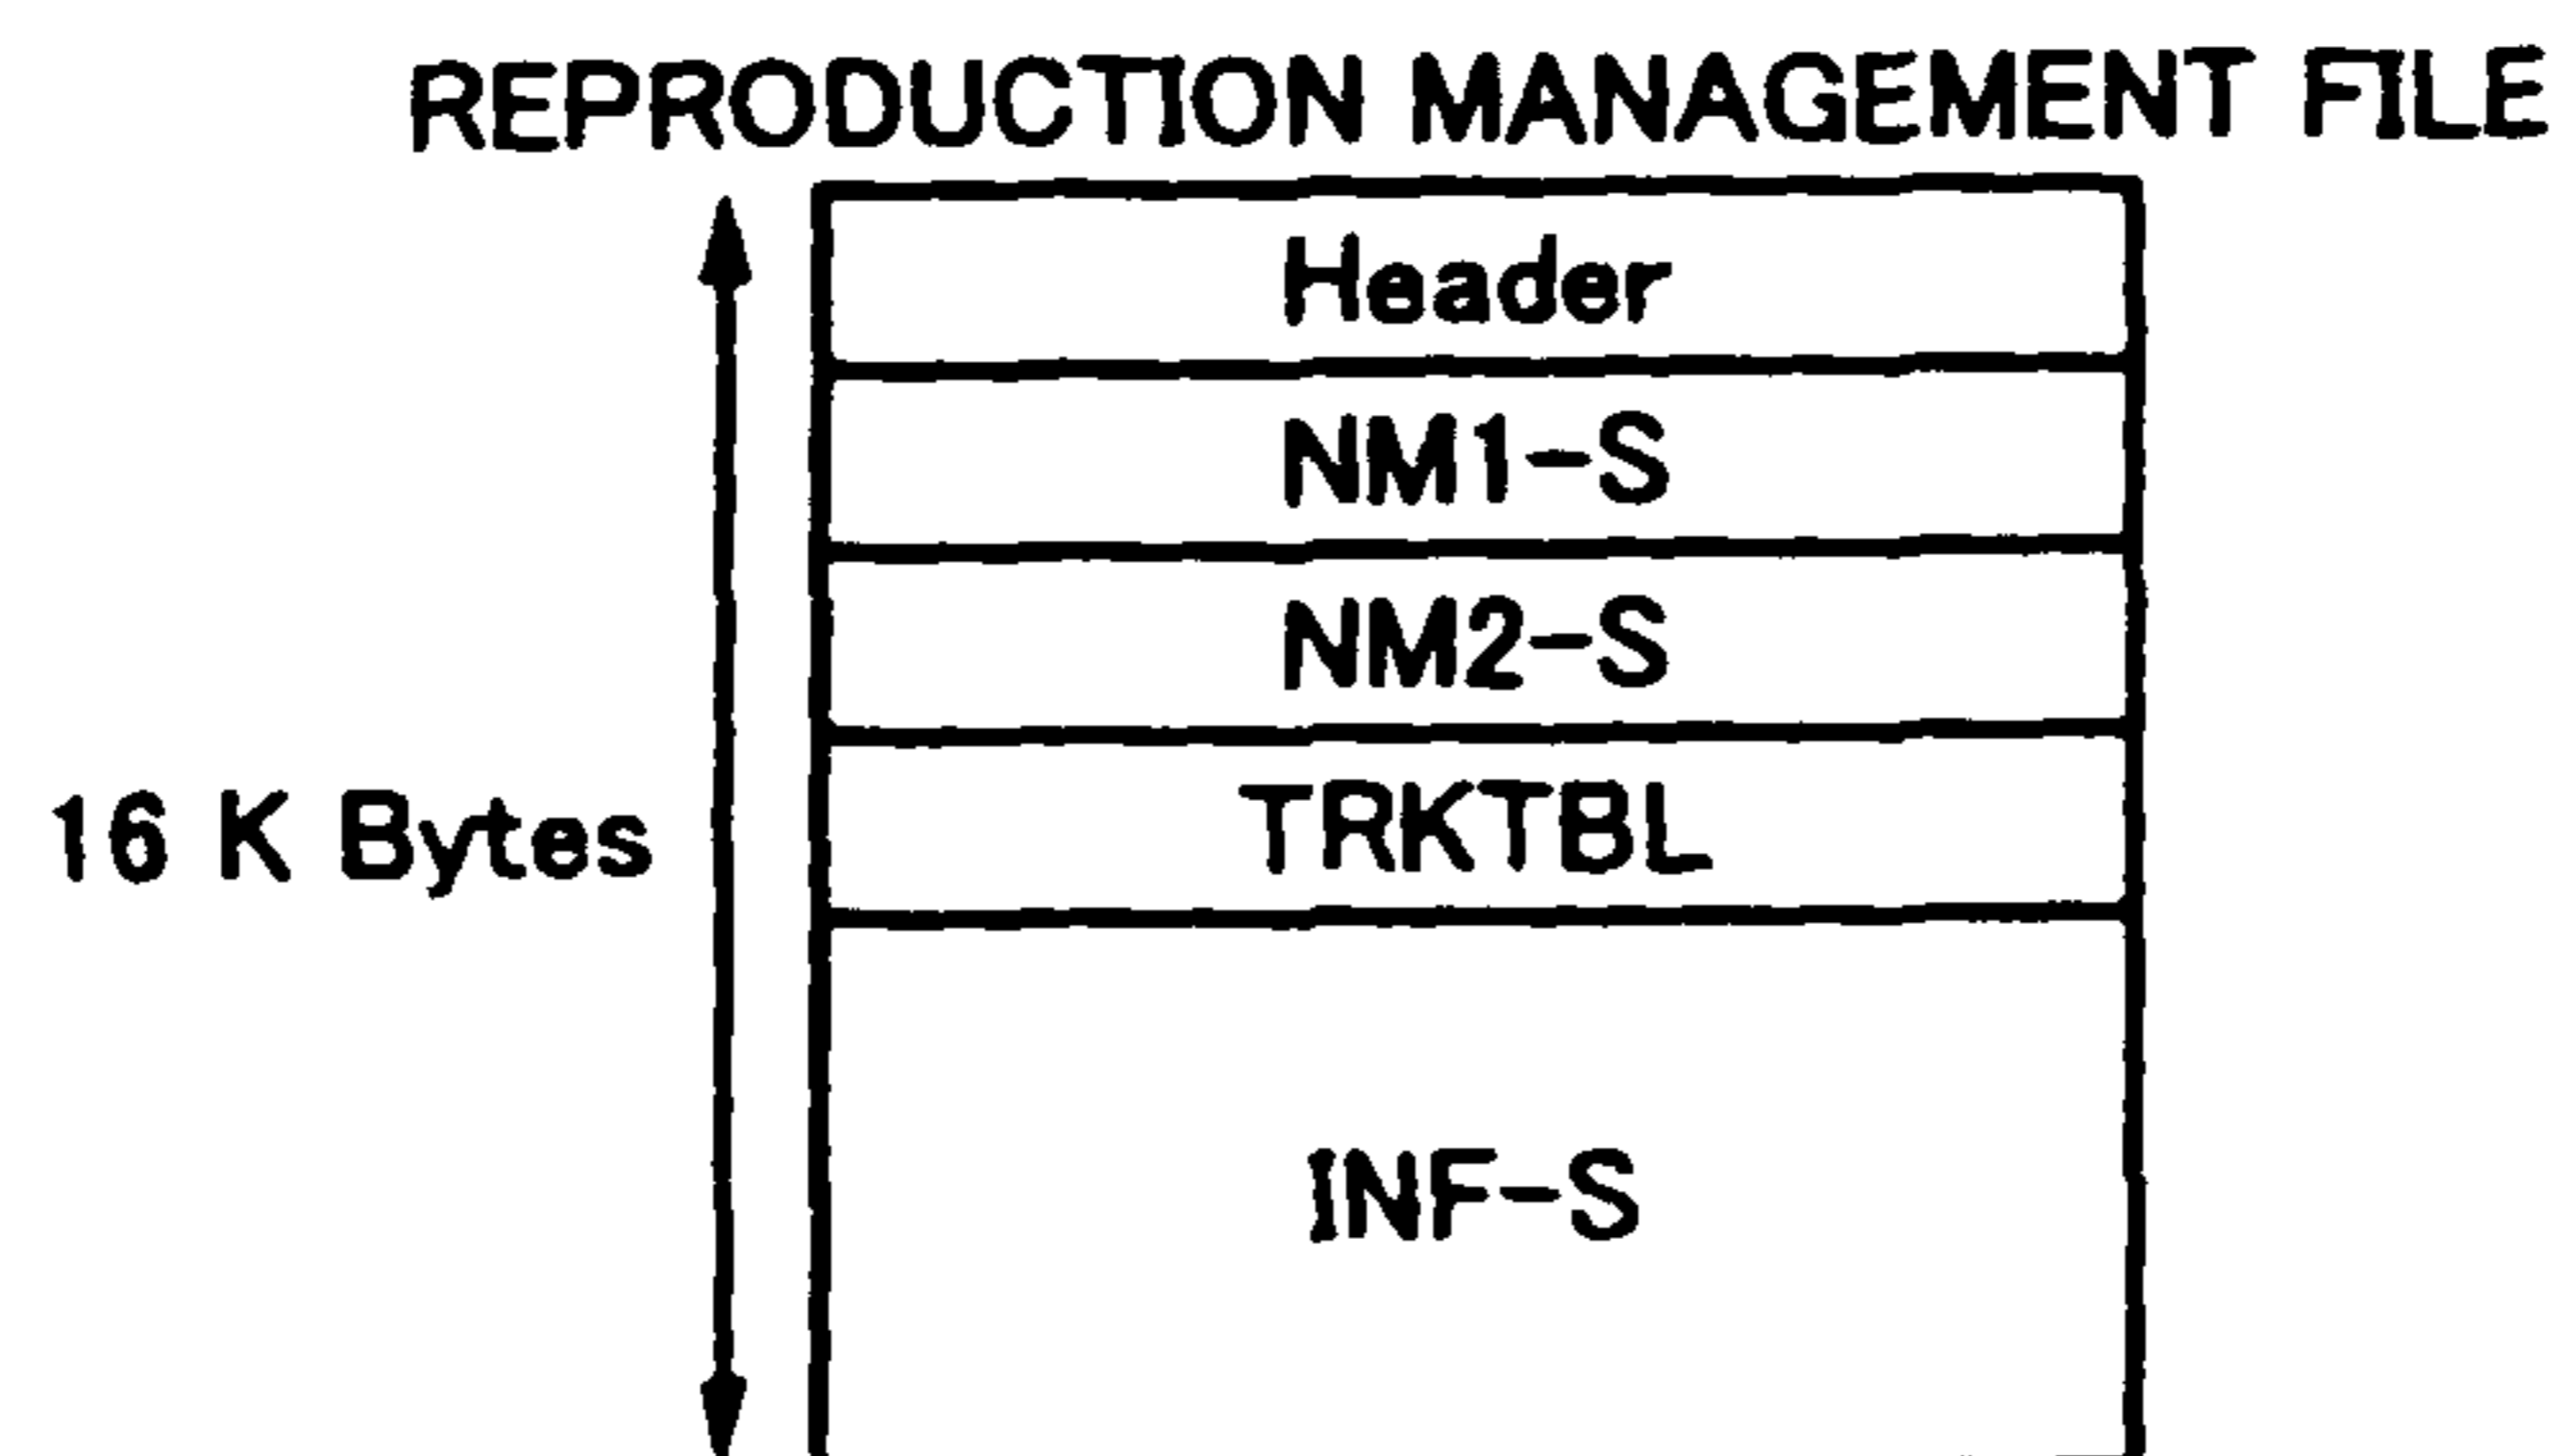 REPRODUCTION MANAGEMENT FILE
Header
NM1-S
NM2-S
TRKTBL
16 K Bytes
INF-S